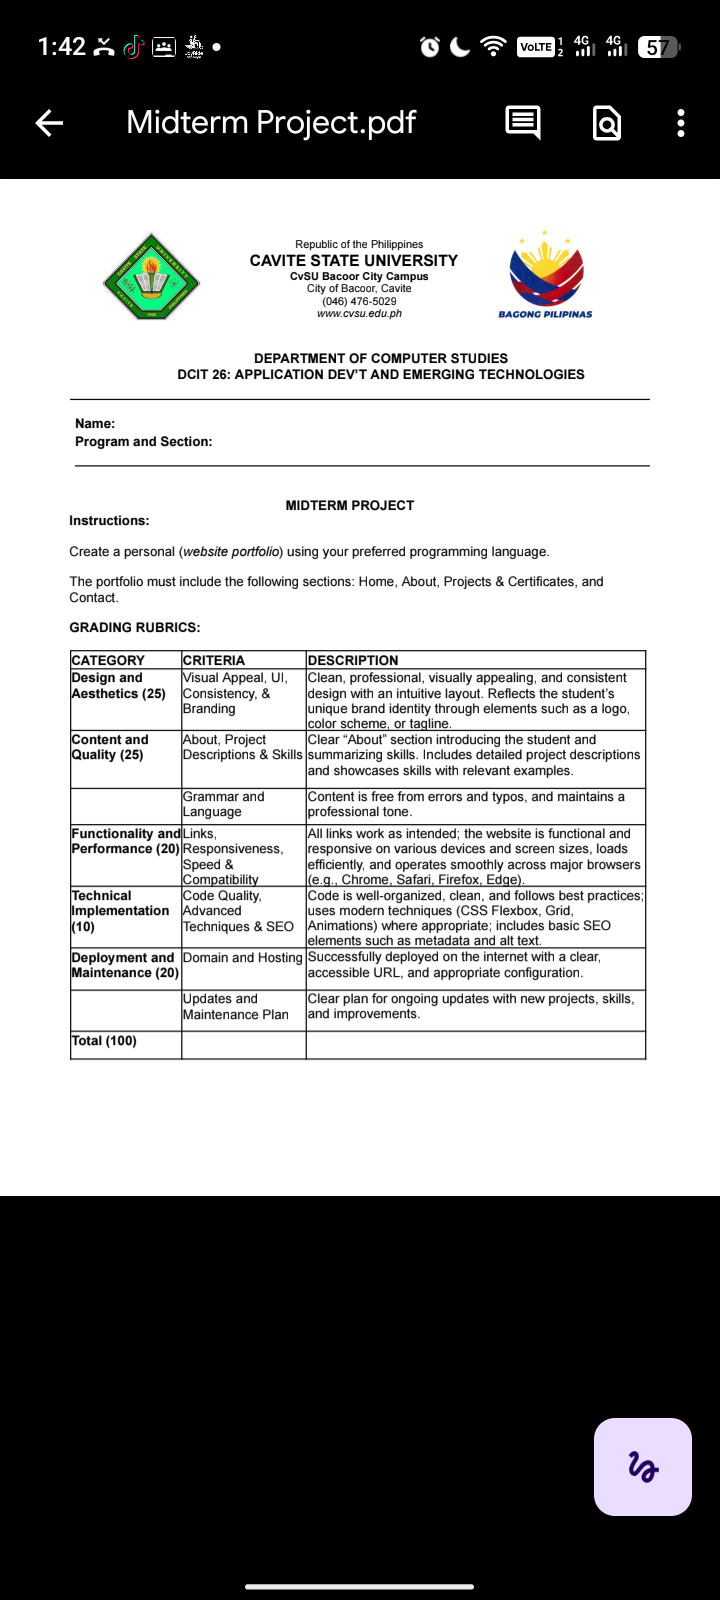 1:42
VoLTE 1 2 4G 4G 57
Midterm Project.pdf
Republic of the Philippines
CAVITE STATE UNIVERSITY
CvSU Bacoor City Campus
City of Bacoor, Cavite
(046) 476-5029
www.cvsu.edu.ph
BAGONG PILIPINAS
DEPARTMENT OF COMPUTER STUDIES
DCIT 26: APPLICATION DEV'T AND EMERGING TECHNOLOGIES
Name:
Program and Section:
MIDTERM PROJECT
Instructions:
Create a personal (website portfolio) using your preferred programming language.
The portfolio must include the following sections: Home, About, Projects & Certificates, and
Contact.
GRADING RUBRICS:
CATEGORY CRITERIA DESCRIPTION
Design and Aesthetics (25)
Visual Appeal, UI,
Consistency, &
Branding
Clean, professional, visually appealing, and consistent
design with an intuitive layout. Reflects the student's
unique brand identity through elements such as a logo,
color scheme, or tagline.
Content and
Quality (25)
About, Project
Descriptions & Skills
Clear “About” section introducing the student and
summarizing skills. Includes detailed project descriptions
and showcases skills with relevant examples.
Grammar and
Language
Content is free from errors and typos, and maintains a
professional tone.
Functionality and
Performance (20)
Links,
Responsiveness,
Speed &
Compatibility
All links work as intended; the website is functional and
responsive on various devices and screen sizes, loads
efficiently, and operates smoothly across major browsers
(e.g., Chrome, Safari, Firefox, Edge).
Technical
Implementation
(10)
Code Quality,
Advanced
Techniques & SEO
Code is well-organized, clean, and follows best practices;
uses modern techniques (CSS Flexbox, Grid,
Animations) where appropriate; includes basic SEO
elements such as metadata and alt text.
Deployment and
Maintenance (20)
Domain and Hosting
Successfully deployed on the internet with a clear,
accessible URL, and appropriate configuration.
Updates and
Maintenance Plan
Clear plan for ongoing updates with new projects, skills,
and improvements.
Total (100)